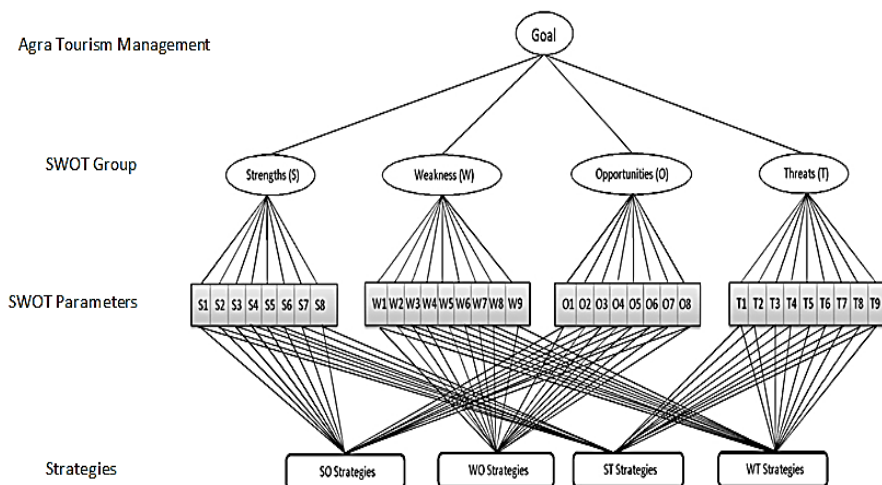 Agra Tourism Management
Goal
SWOT Group
Strengths (S)
Weakness (W)
Opportunities (O)
Threats (T)
SWOT Parameters
S1 S2 S3 S4 S5 S6 S7 S8
W1 W2 W3 W4 W5 W6 W7 W8 W9
O1 O2 O3 O4 O5 O6 O7 O8
T1 T2 T3 T4 T5 T6 T7 T8 T9
Strategies
SO Strategies
WO Strategies
ST Strategies
WT Strategies